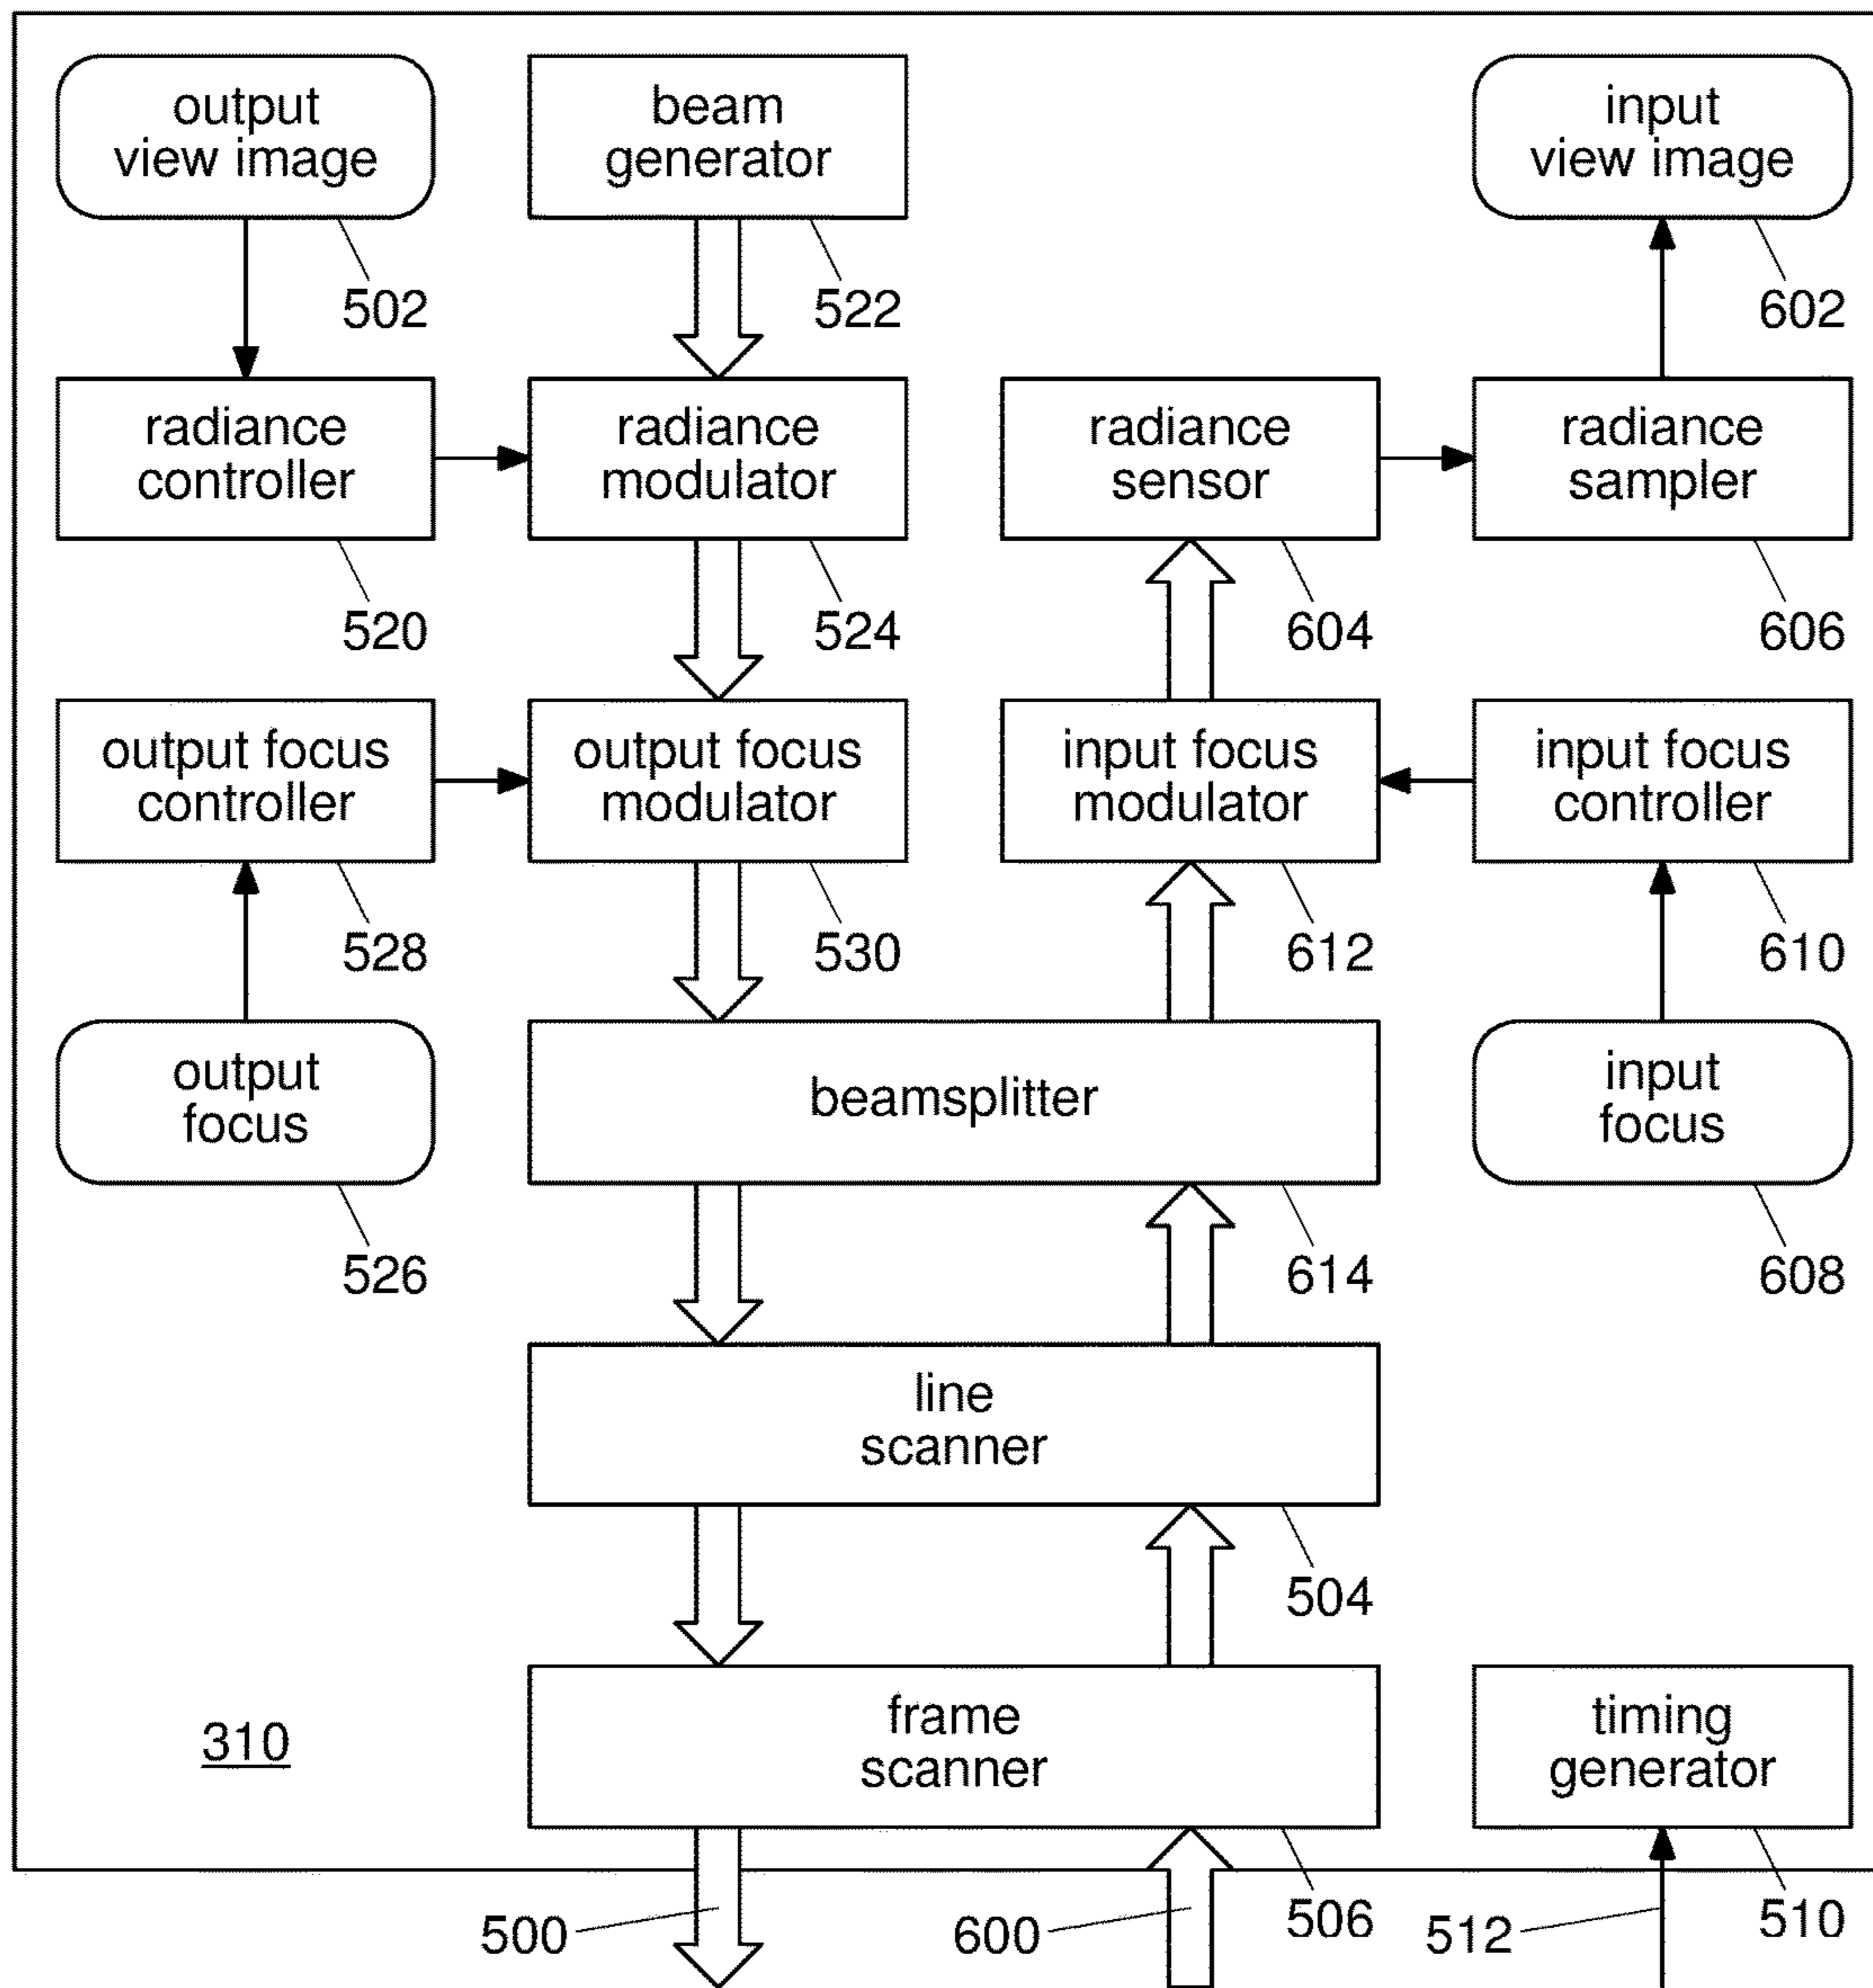 output
view image
beam
generator
input
view image
502
522
602
radiance
controller
radiance
modulator
radiance
sensor
radiance
sampler
520
524
604
606
output focus
controller
output focus
modulator
input focus
modulator
input focus
controller
528
530
612
610
output
focus
beamsplitter
input
focus
526
614
608
line
scanner
504
310
frame
scanner
timing
generator
500
600
506
512
510